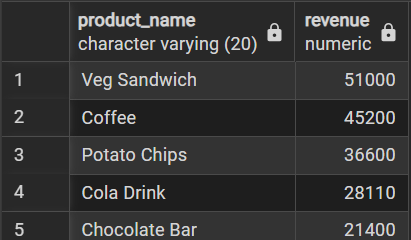 product_name revenue
character varying (20) numeric
1 Veg Sandwich 51000
2 Coffee 45200
3 Potato Chips 36600
4 Cola Drink 28110
5 Chocolate Bar 21400